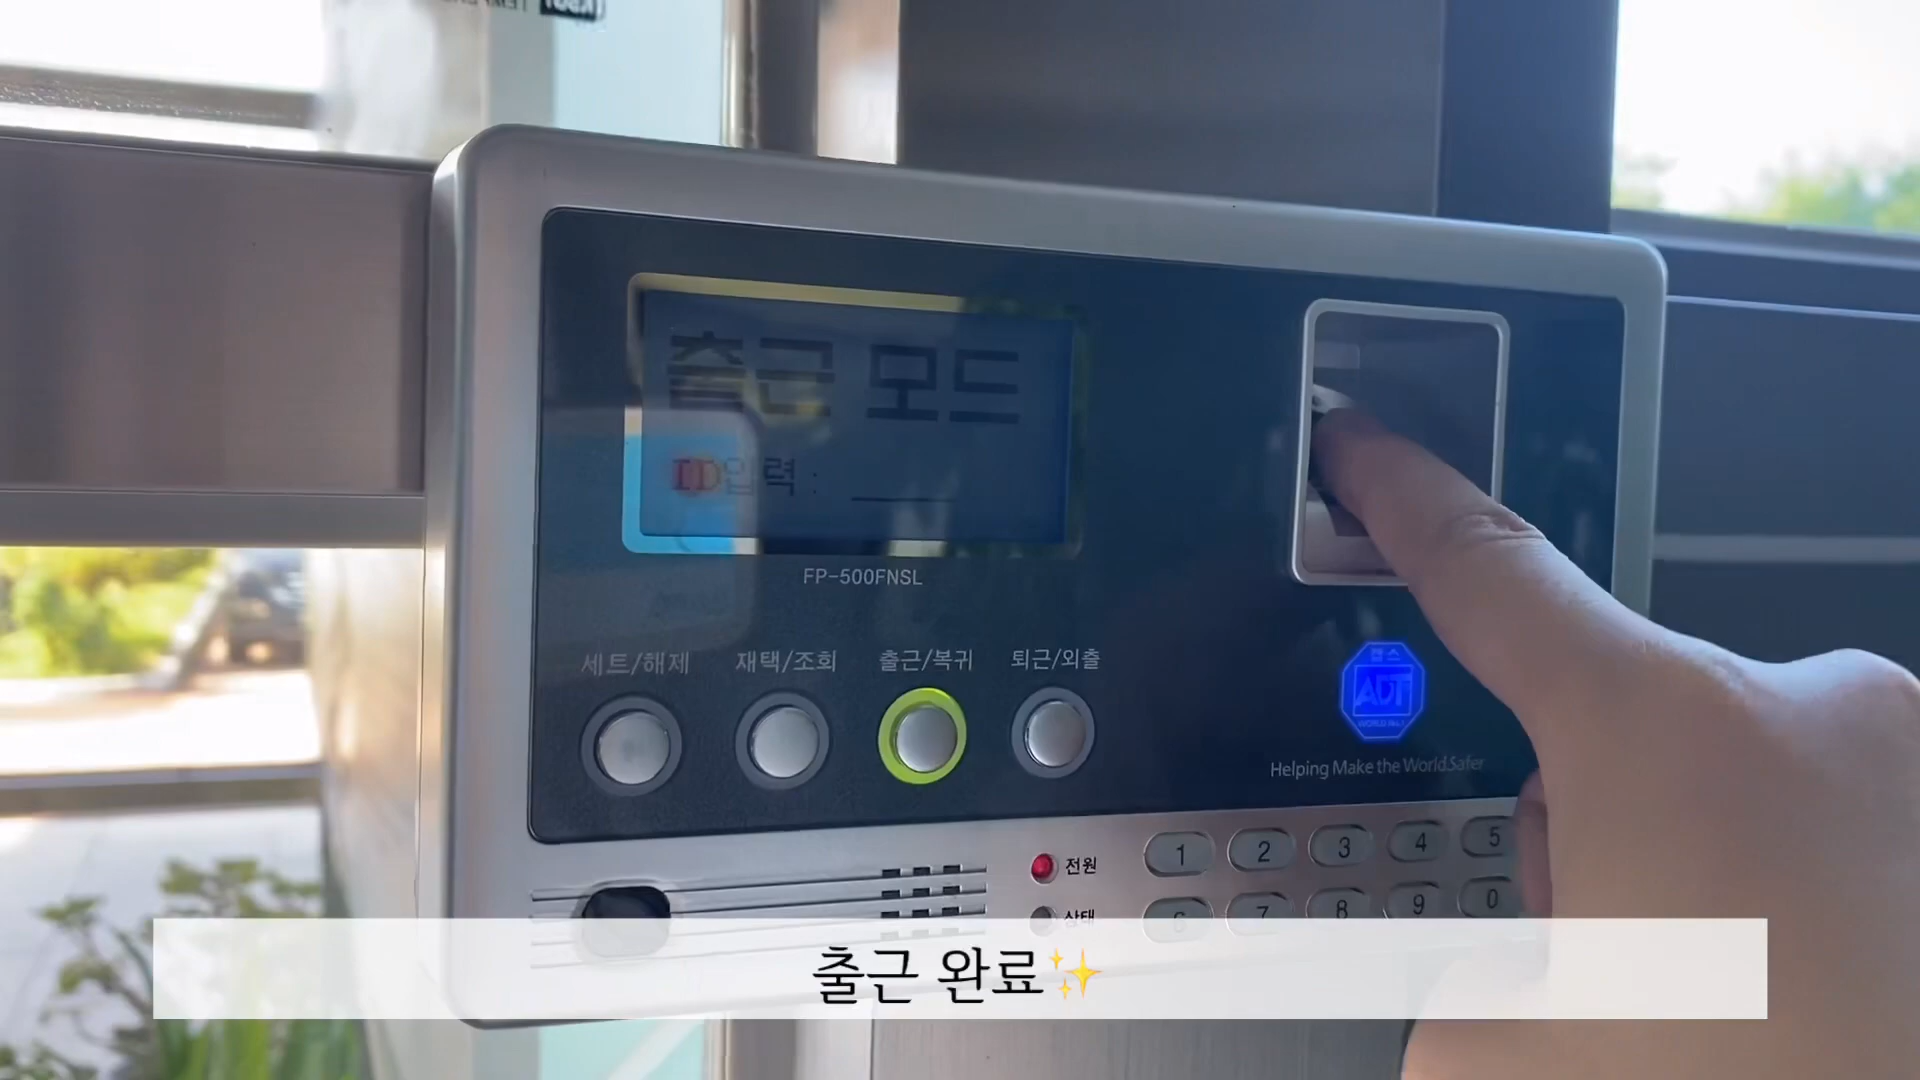 출근 모드
ID입력 :
FP-500FNSL
세트/해제
재택/조회
출근/복귀
퇴근/외출
캡스
ADT
Helping Make the World Safer
전원
1 2 3 4 5
상태
6 7 8 9 0
출근 완료✨